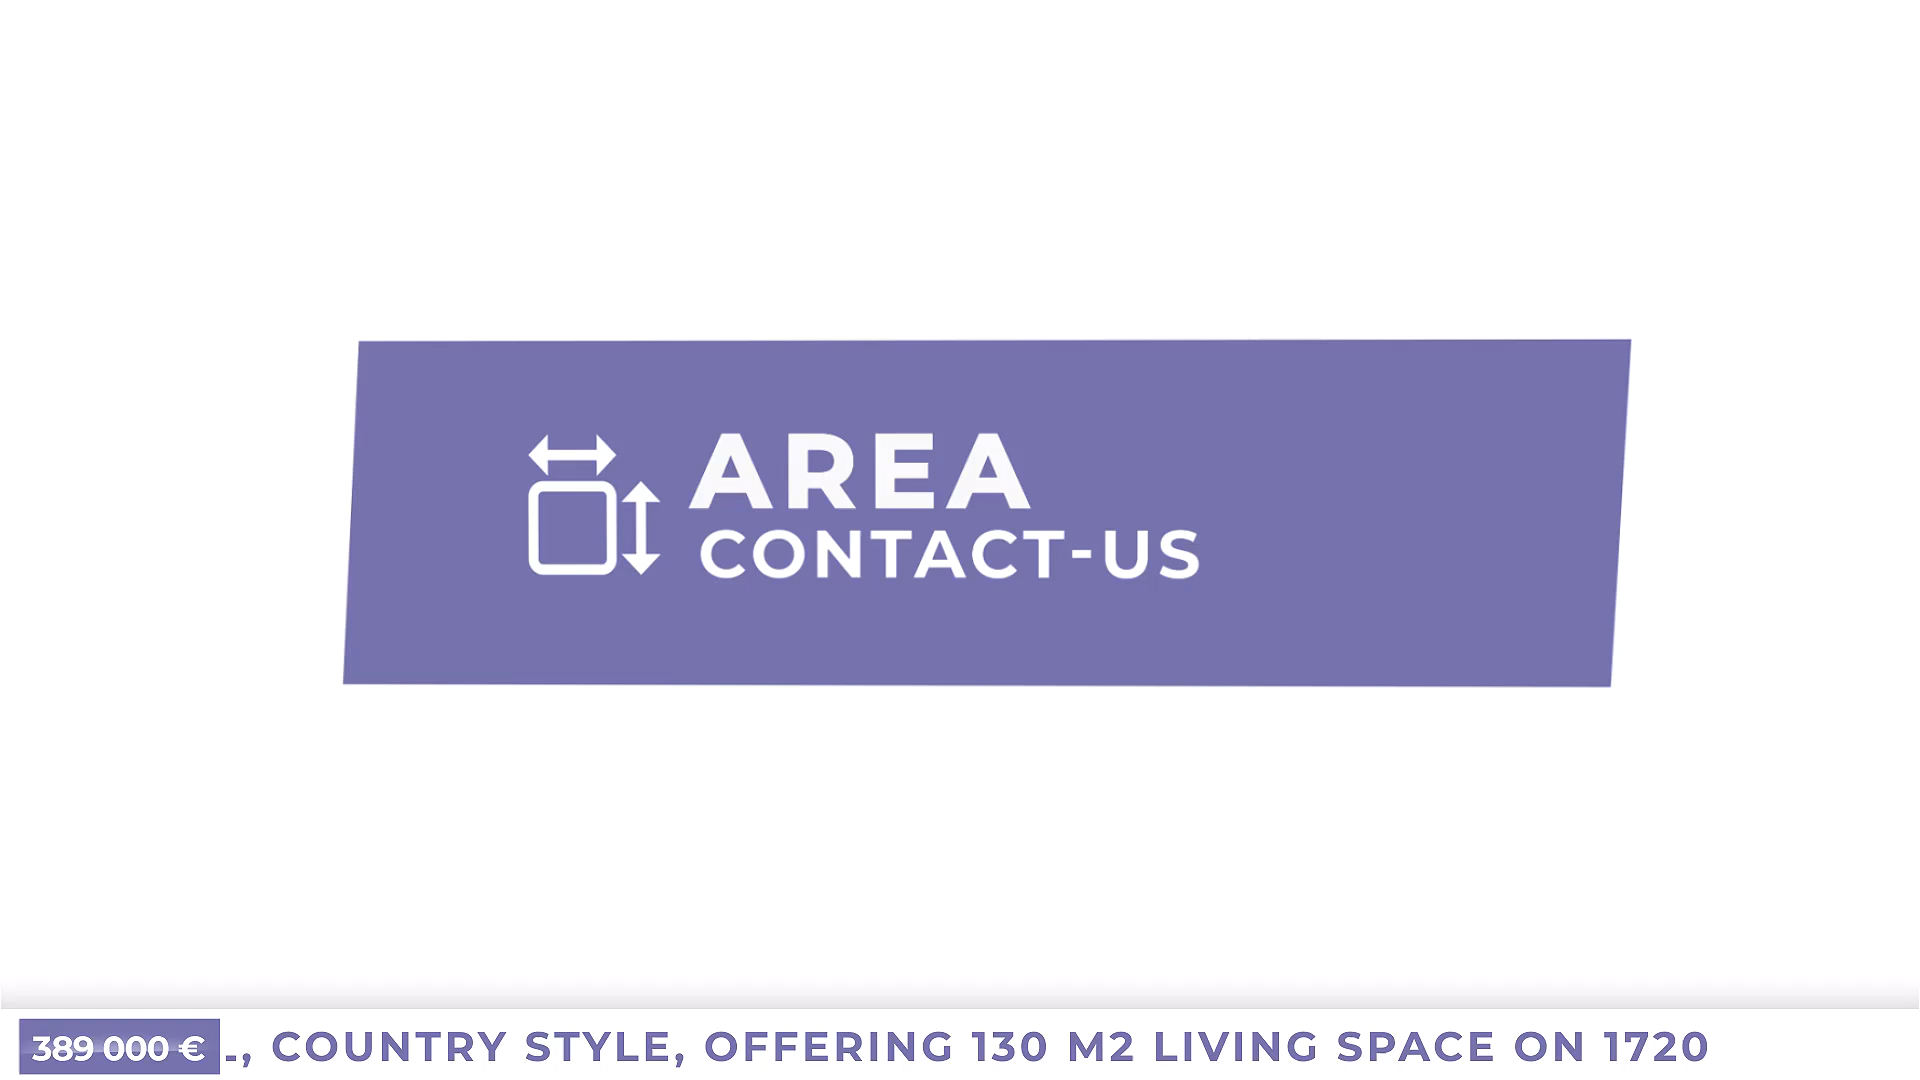 AREA
CONTACT-US
389 000 € , COUNTRY STYLE, OFFERING 130 M2 LIVING SPACE ON 1720